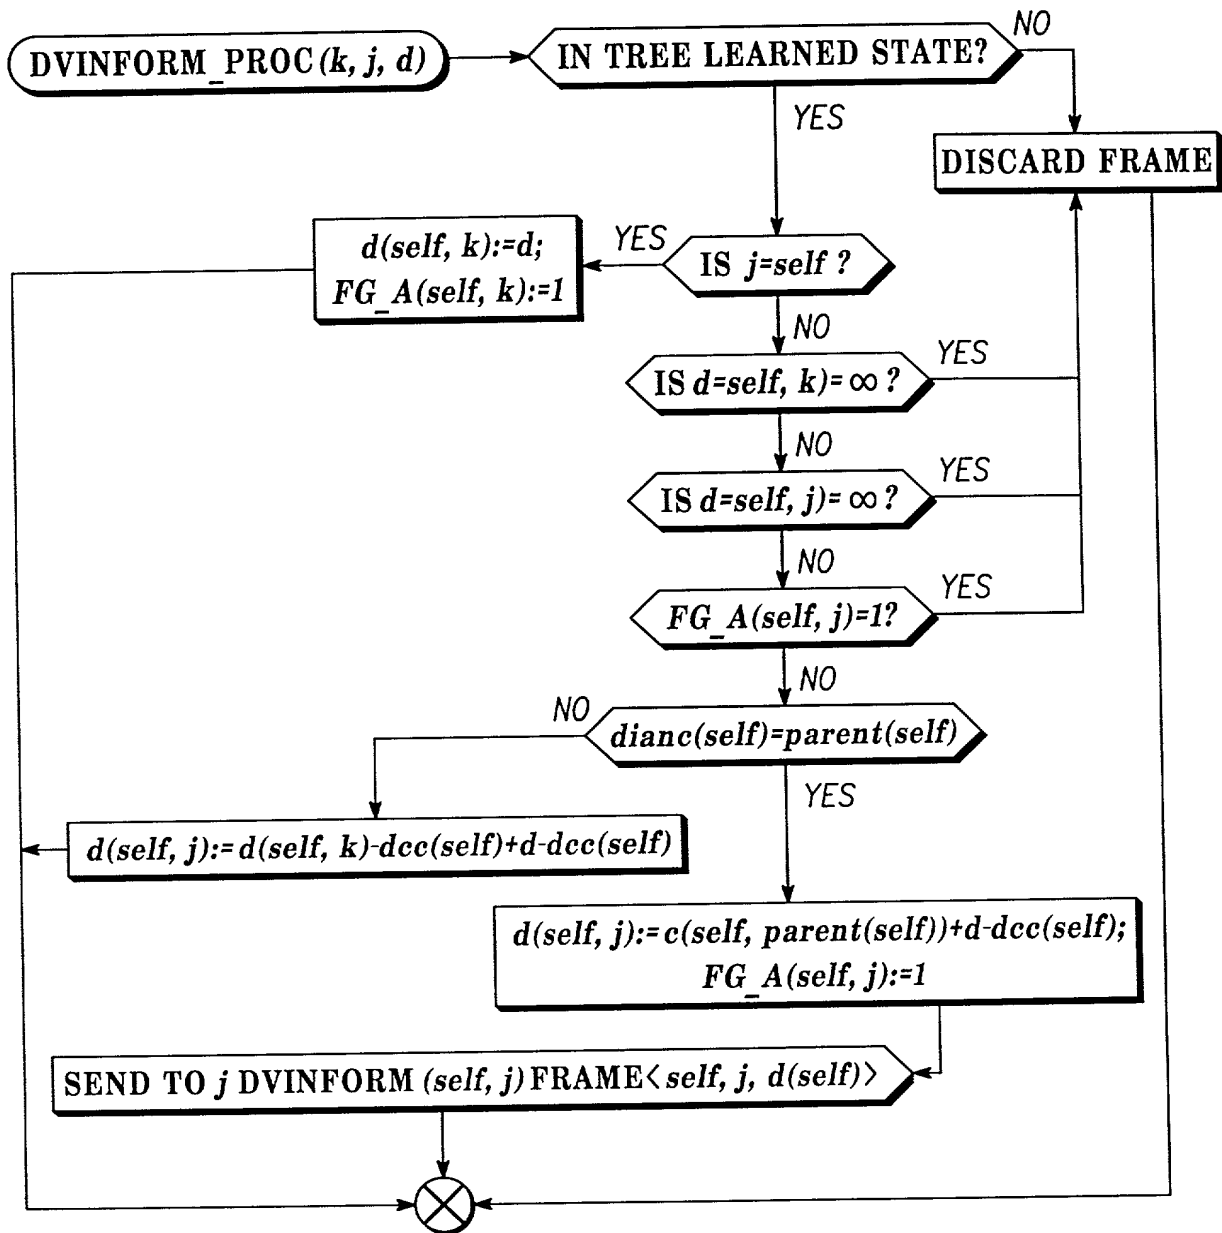 DVINFORM_PROC(k, j, d)
IN TREE LEARNED STATE?
NO
YES
DISCARD FRAME
d(self, k):=d;
FG_A(self, k):=1
YES
IS j=self ?
NO
IS d=self, k)=∞ ?
YES
NO
IS d=self, j)=∞ ?
YES
NO
FG_A(self, j)=1?
YES
NO
NO
dianc(self)=parent(self)
YES
d(self, j):=d(self, k)-dcc(self)+d-dcc(self)
d(self, j):=c(self, parent(self))+d-dcc(self);
FG_A(self, j):=1
SEND TO j DVINFORM (self, j) FRAME<self, j, d(self)>